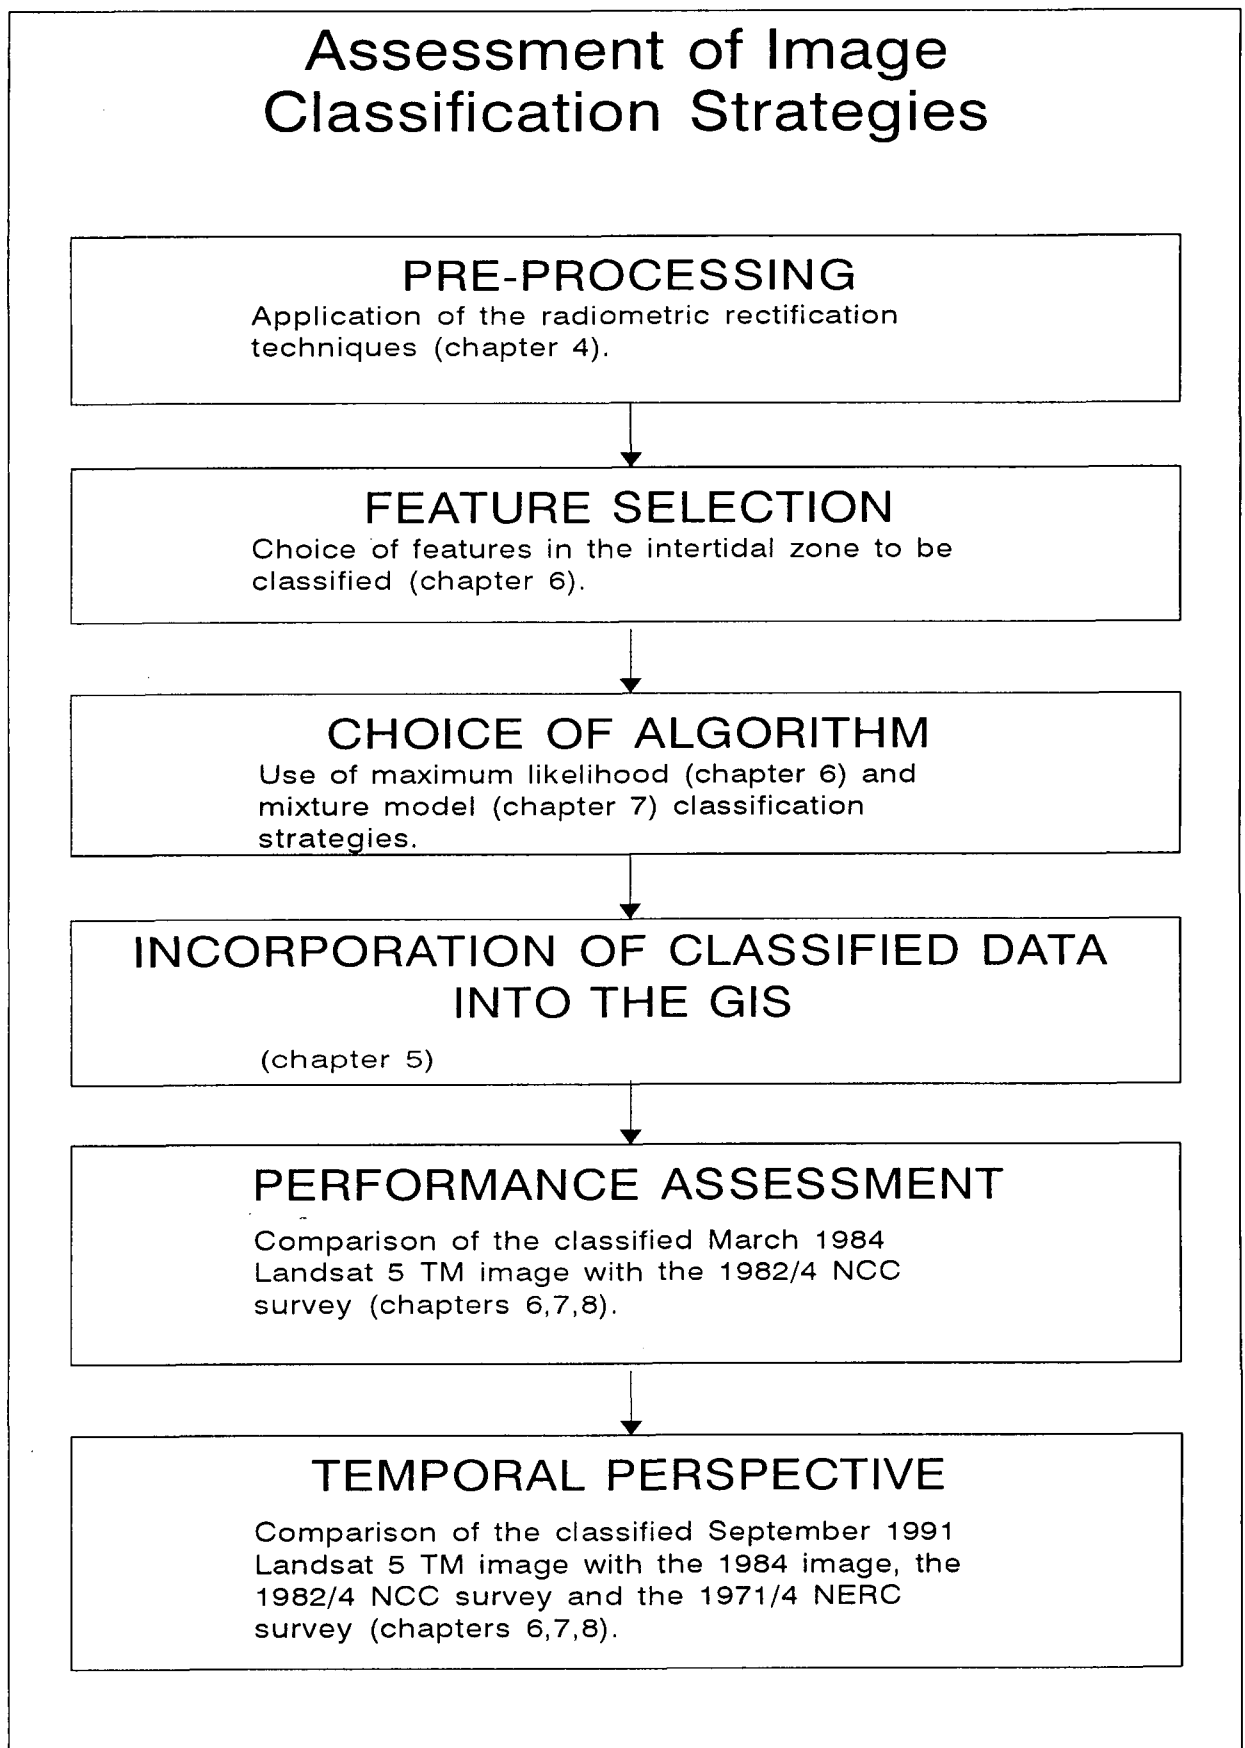 Assessment of Image
Classification Strategies
PRE-PROCESSING
Application of the radiometric rectification
techniques (chapter 4).
FEATURE SELECTION
Choice of features in the intertidal zone to be
classified (chapter 6).
CHOICE OF ALGORITHM
Use of maximum likelihood (chapter 6) and
mixture model (chapter 7) classification
strategies.
INCORPORATION OF CLASSIFIED DATA
INTO THE GIS
(chapter 5)
PERFORMANCE ASSESSMENT
Comparison of the classified March 1984
Landsat 5 TM image with the 1982/4 NCC
survey (chapters 6,7,8).
TEMPORAL PERSPECTIVE
Comparison of the classified September 1991
Landsat 5 TM image with the 1984 image, the
1982/4 NCC survey and the 1971/4 NERC
survey (chapters 6,7,8).